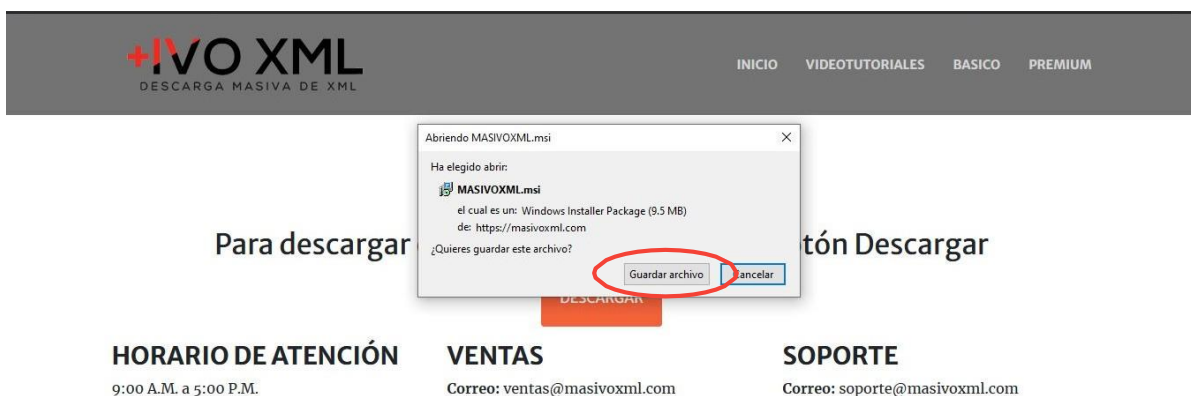 +IVO XML
DESCARGA MASIVA DE XML
INICIO VIDEOTUTORIALES BASICO PREMIUM
Abriendo MASIVOXML.msi
Ha elegido abrir:
MASIVOXML.msi
el cual es un: Windows Installer Package (9.5 MB)
de: https://masivoxml.com
¿Quieres guardar este archivo?
Guardar archivo Cancelar
Para descargar tón Descargar
DESCARGAR
HORARIO DE ATENCIÓN
9:00 A.M. a 5:00 P.M.
VENTAS
Correo: ventas@masivoxml.com
SOPORTE
Correo: soporte@masivoxml.com